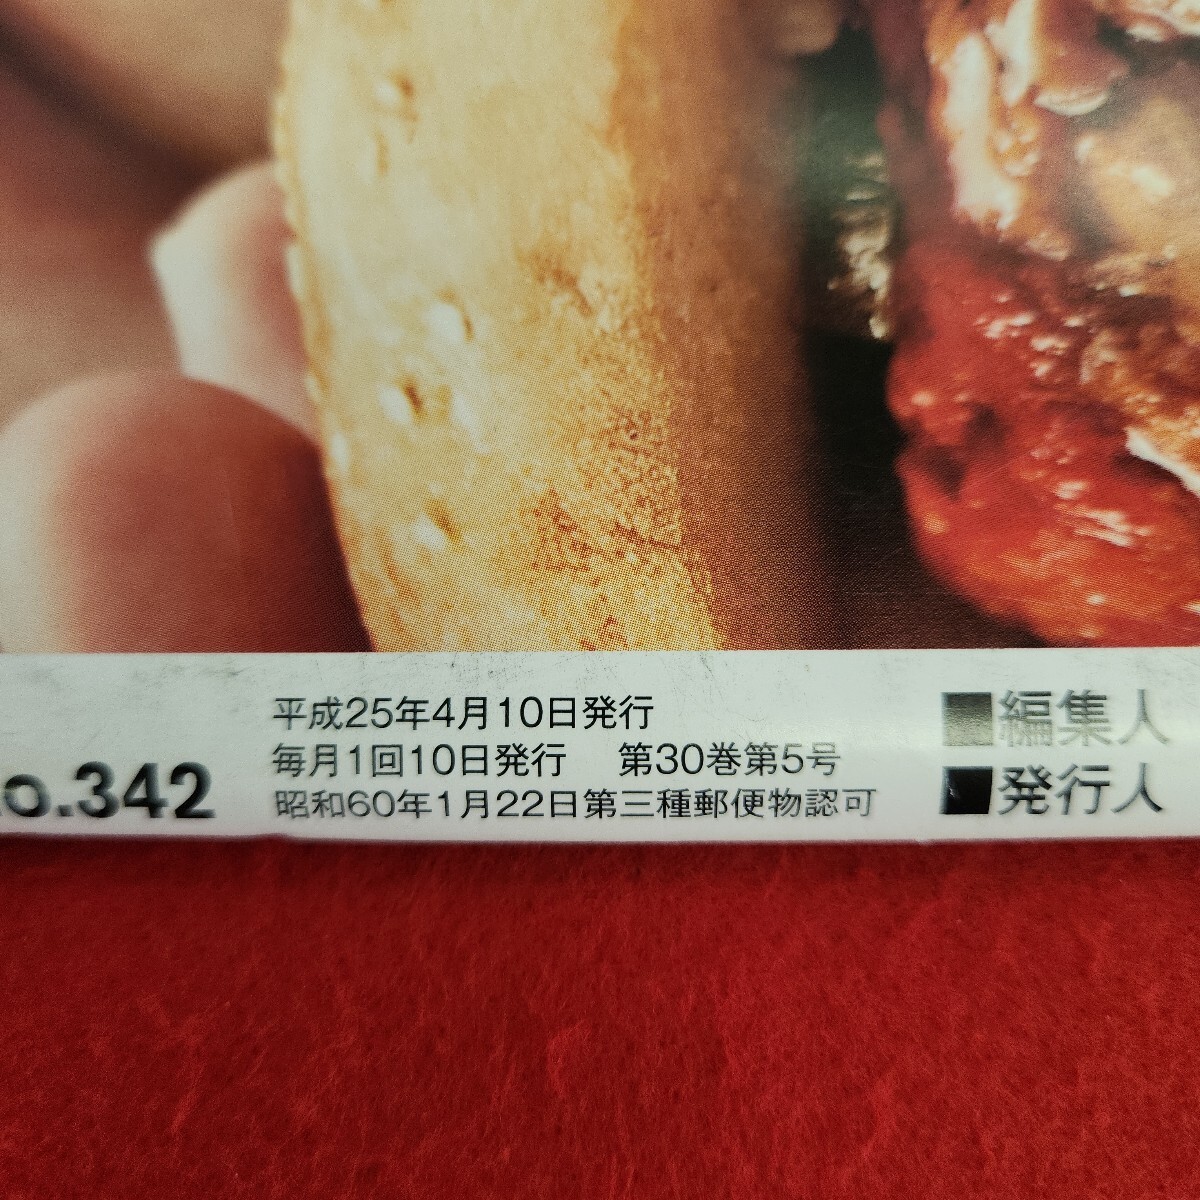 no.342
平成25年4月10日発行
毎月1回10日発行 第30巻第5号
昭和60年1月22日第三種郵便物認可
■編集人
■発行人